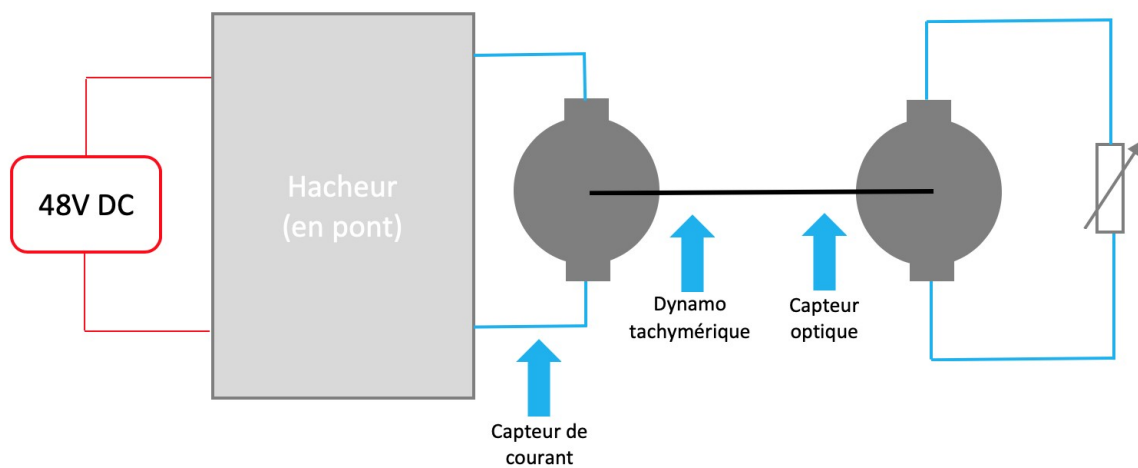 48V DC
Hacheur
(en pont)
Dynamo
tachymérique
Capteur
optique
Capteur de
courant